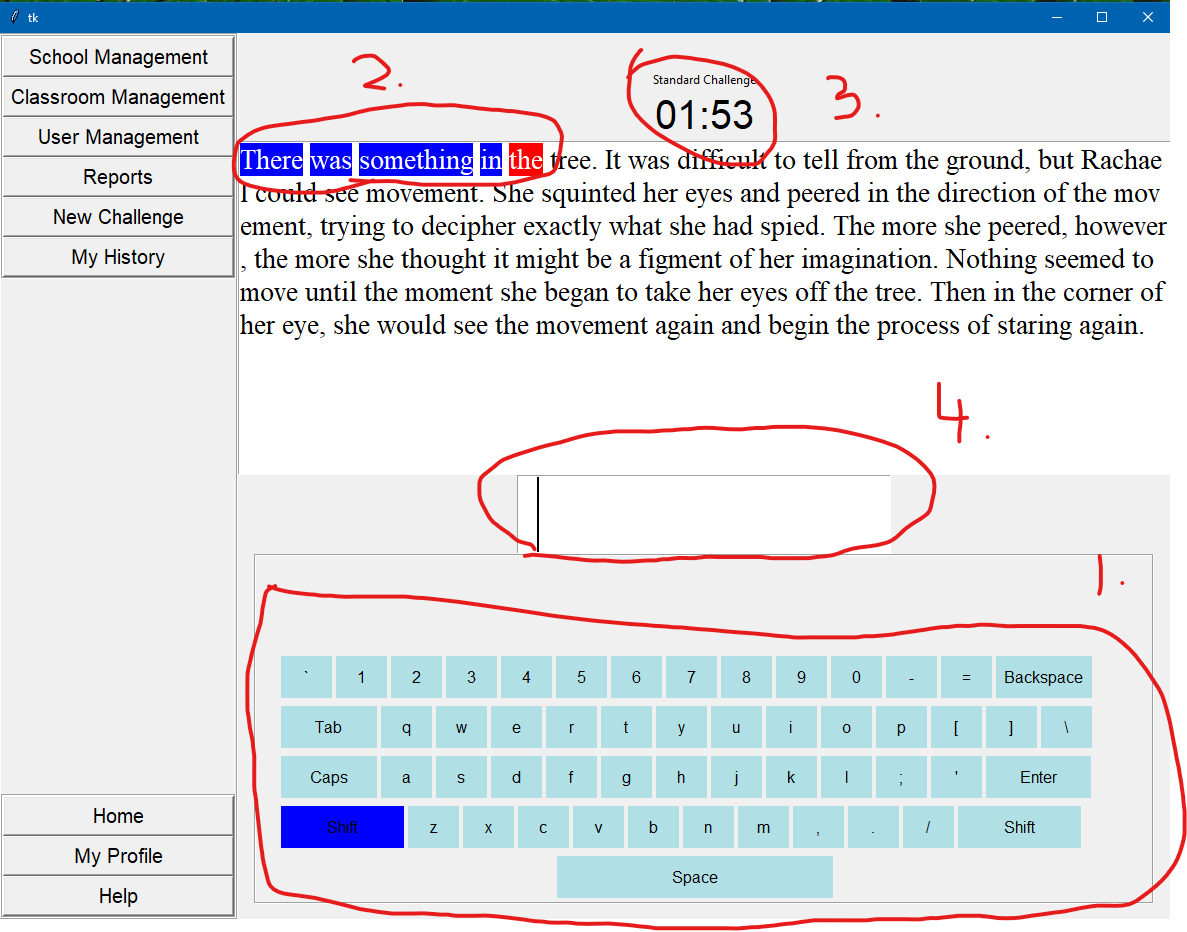 tk
School Management
Classroom Management
User Management
Reports
New Challenge
My History
2.
Standard Challenge
01:53
3.
There was something in the tree. It was difficult to tell from the ground, but Rachae
l could see movement. She squinted her eyes and peered in the direction of the mov
ement, trying to decipher exactly what she had spied. The more she peered, however
, the more she thought it might be a figment of her imagination. Nothing seemed to
move until the moment she began to take her eyes off the tree. Then in the corner of
her eye, she would see the movement again and begin the process of staring again.
4.
1.
` 1 2 3 4 5 6 7 8 9 0 - = Backspace
Tab q w e r t y u i o p [ ] \
Caps a s d f g h j k l ; ' Enter
Shift z x c v b n m , . / Shift
Space
Home
My Profile
Help